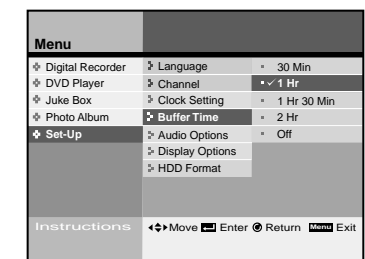 Menu
Digital Recorder
DVD Player
Juke Box
Photo Album
Set-Up
Language
Channel
Clock Setting
Buffer Time
Audio Options
Display Options
HDD Format
30 Min
✓ 1 Hr
1 Hr 30 Min
2 Hr
Off
Instructions
Move Enter Return Menu Exit